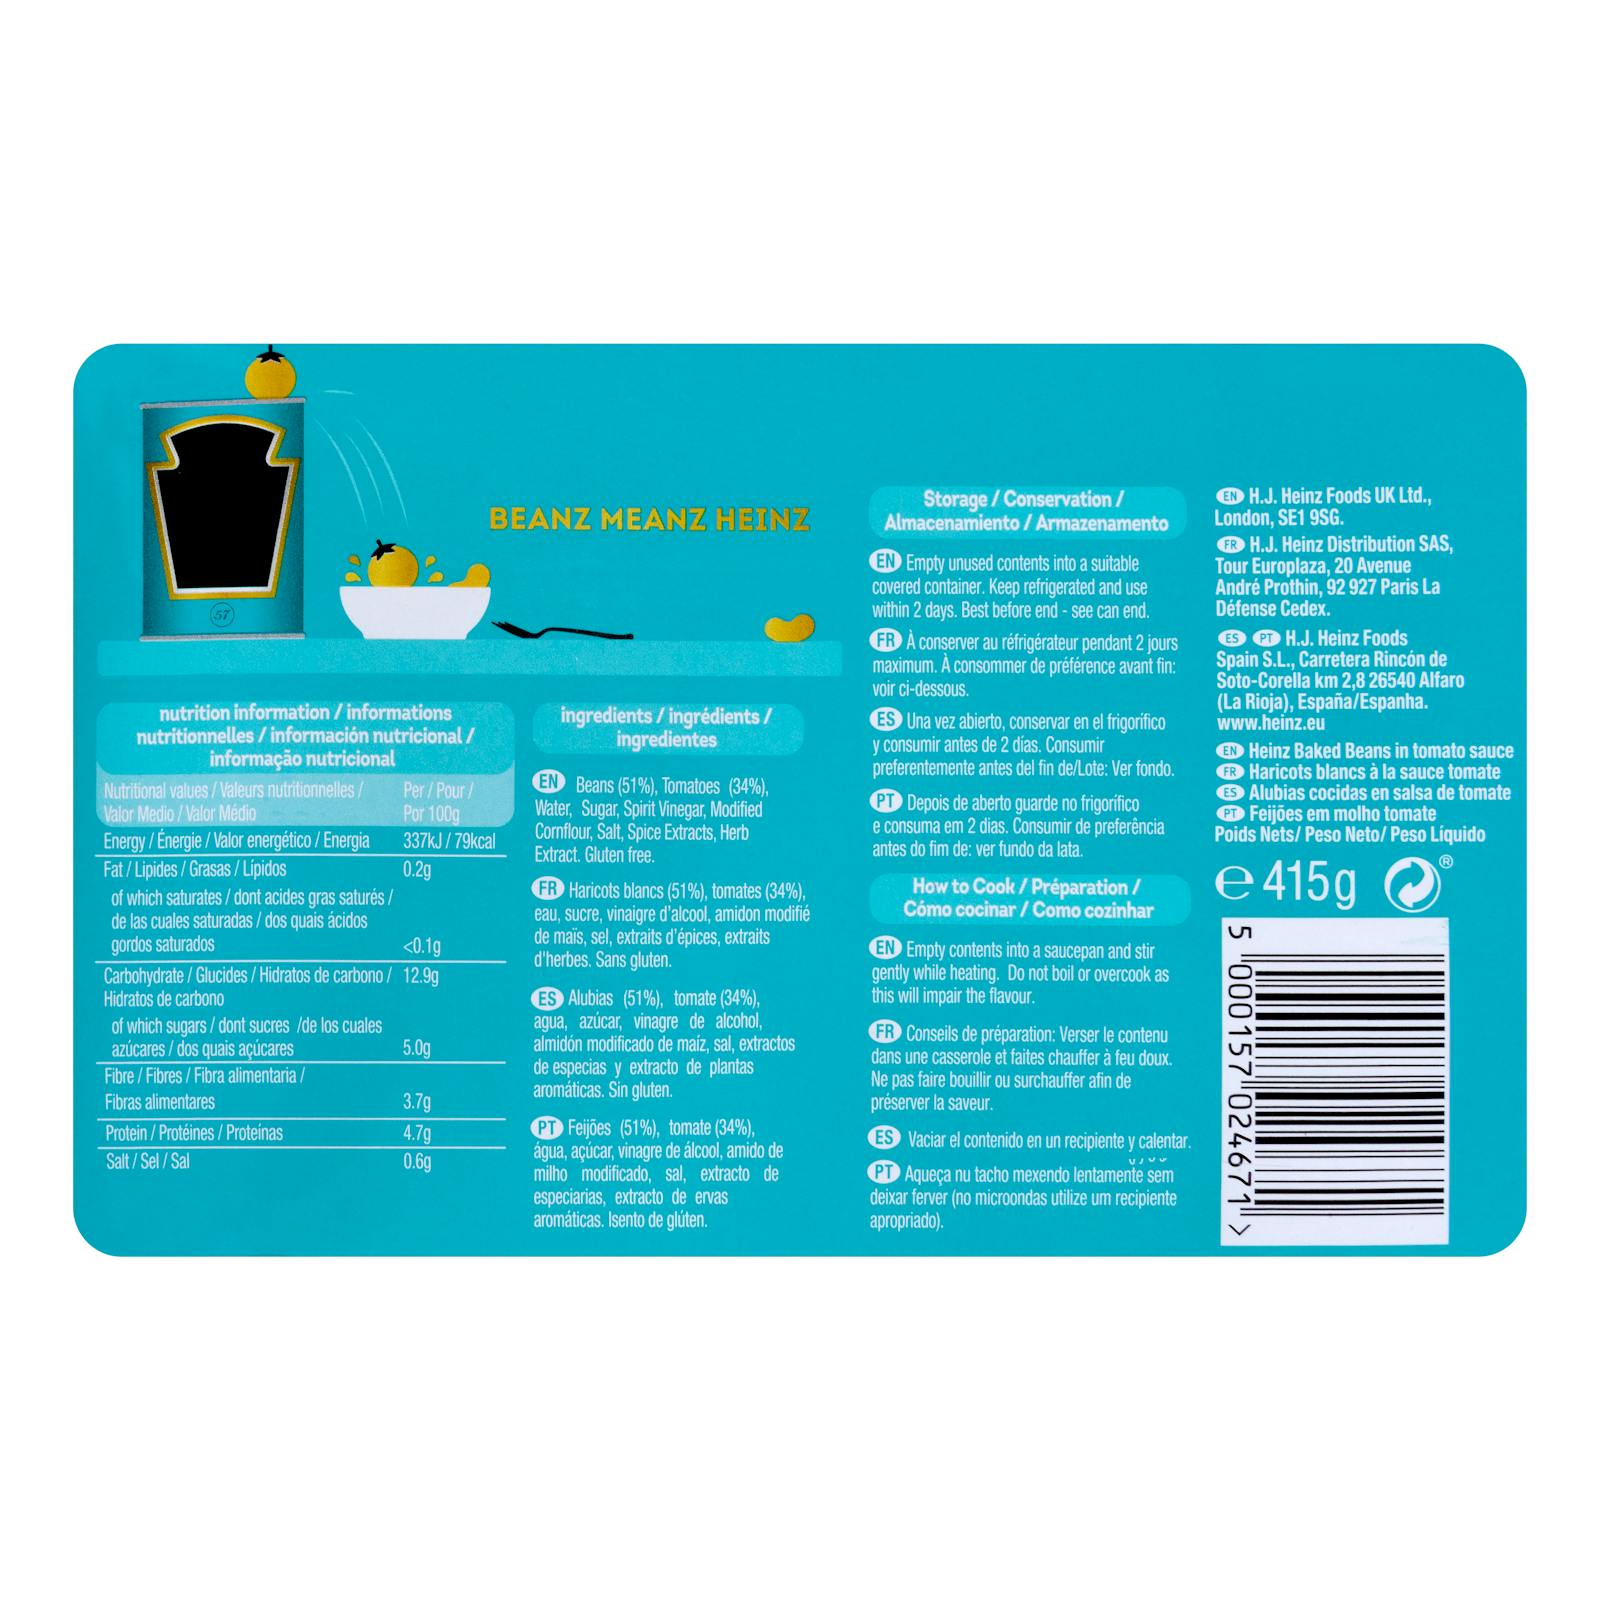 57
BEANZ MEANZ HEINZ
nutrition information / informations
nutritionnelles / información nutricional /
informação nutricional
Nutritional values / Valeurs nutritionnelles /
Valor Medio / Valor Médio
Per / Pour /
Por 100g
Energy / Énergie / Valor energético / Energia 337kJ / 79kcal
Fat / Lipides / Grasas / Lípidos 0.2g
of which saturates / dont acides gras saturés /
de las cuales saturadas / dos quais ácidos
gordos saturados <0.1g
Carbohydrate / Glucides / Hidratos de carbono / 12.9g
Hidratos de carbono
of which sugars / dont sucres /de los cuales
azúcares / dos quais açúcares 5.0g
Fibre / Fibres / Fibra alimentaria /
Fibras alimentares 3.7g
Protein / Protéines / Proteínas 4.7g
Salt / Sel / Sal 0.6g
ingredients / ingrédients /
ingredientes
EN Beans (51%), Tomatoes (34%),
Water, Sugar, Spirit Vinegar, Modified
Cornflour, Salt, Spice Extracts, Herb
Extract. Gluten free.
FR Haricots blancs (51%), tomates (34%),
eau, sucre, vinaigre d'alcool, amidon modifié
de maïs, sel, extraits d'épices, extraits
d'herbes. Sans gluten.
ES Alubias (51%), tomate (34%),
agua, azúcar, vinagre de alcohol,
almidón modificado de maíz, sal, extractos
de especias y extracto de plantas
aromáticas. Sin gluten.
PT Feijões (51%), tomate (34%),
água, açúcar, vinagre de álcool, amido de
milho modificado, sal, extracto de
especiarias, extracto de ervas
aromáticas. Isento de glúten.
Storage / Conservation /
Almacenamiento / Armazenamento
EN Empty unused contents into a suitable
covered container. Keep refrigerated and use
within 2 days. Best before end - see can end.
FR À conserver au réfrigérateur pendant 2 jours
maximum. À consommer de préférence avant fin:
voir ci-dessous.
ES Una vez abierto, conservar en el frigorífico
y consumir antes de 2 días. Consumir
preferentemente antes del fin de/Lote: Ver fondo.
PT Depois de aberto guarde no frigorífico
e consuma em 2 dias. Consumir de preferência
antes do fim de: ver fundo da lata.
How to Cook / Préparation /
Cómo cocinar / Como cozinhar
EN Empty contents into a saucepan and stir
gently while heating. Do not boil or overcook as
this will impair the flavour.
FR Conseils de préparation: Verser le contenu
dans une casserole et faites chauffer à feu doux.
Ne pas faire bouillir ou surchauffer afin de
préserver la saveur.
ES Vaciar el contenido en un recipiente y calentar.
PT Aqueça nu tacho mexendo lentamente sem
deixar ferver (no microondas utilize um recipiente
apropriado).
EN H.J. Heinz Foods UK Ltd.,
London, SE1 9SG.
FR H.J. Heinz Distribution SAS,
Tour Europlaza, 20 Avenue
André Prothin, 92 927 Paris La
Défense Cedex.
ES PT H.J. Heinz Foods
Spain S.L., Carretera Rincón de
Soto-Corella km 2,8 26540 Alfaro
(La Rioja), España/Espanha.
www.heinz.eu
EN Heinz Baked Beans in tomato sauce
FR Haricots blancs à la sauce tomate
ES Alubias cocidas en salsa de tomate
PT Feijões em molho tomate
Poids Nets/ Peso Neto/ Peso Líquido
℮ 415g ®
5 000157 024671 >